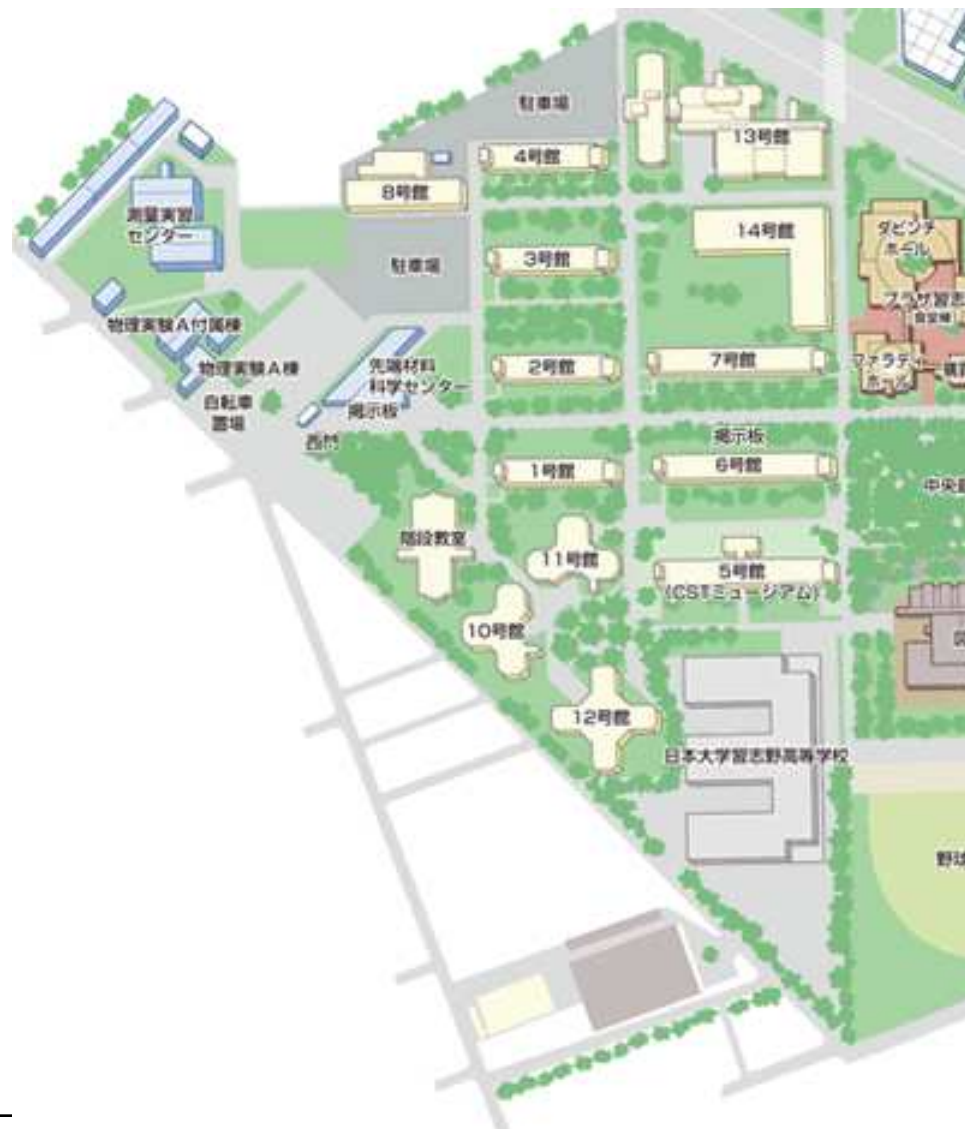 駐車場
4号館
13号館
8号館
測量実習
センター
14号館
ダビンチ
ホール
3号館
駐車場
プラザ習志
食堂棟
物理実験A付属棟
物理実験A棟
先端材料
科学センター
2号館
7号館
ファラデイ
ホール
自転車
置場
掲示板
西門
掲示板
1号館
6号館
中央
階段教室
11号館
5号館
(CSTミュージアム)
10号館
図
12号館
日本大学習志野高等学校
野球